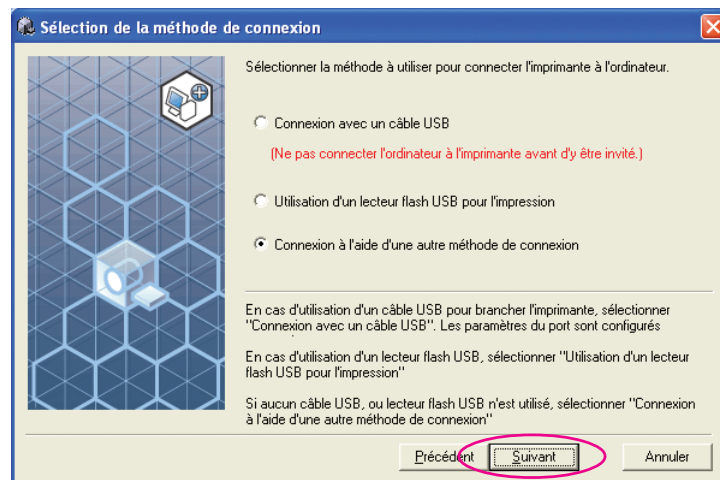 Sélection de la méthode de connexion
Sélectionner la méthode à utiliser pour connecter l'imprimante à l'ordinateur.
Connexion avec un câble USB
(Ne pas connecter l'ordinateur à l'imprimante avant d'y être invité.)
Utilisation d'un lecteur flash USB pour l'impression
Connexion à l'aide d'une autre méthode de connexion
En cas d'utilisation d'un câble USB pour brancher l'imprimante, sélectionner
"Connexion avec un câble USB". Les paramètres du port sont configurés
En cas d'utilisation d'un lecteur flash USB, sélectionner "Utilisation d'un lecteur
flash USB pour l'impression"
Si aucun câble USB, ou lecteur flash USB n'est utilisé, sélectionner "Connexion
à l'aide d'une autre méthode de connexion"
Précédent Suivant Annuler